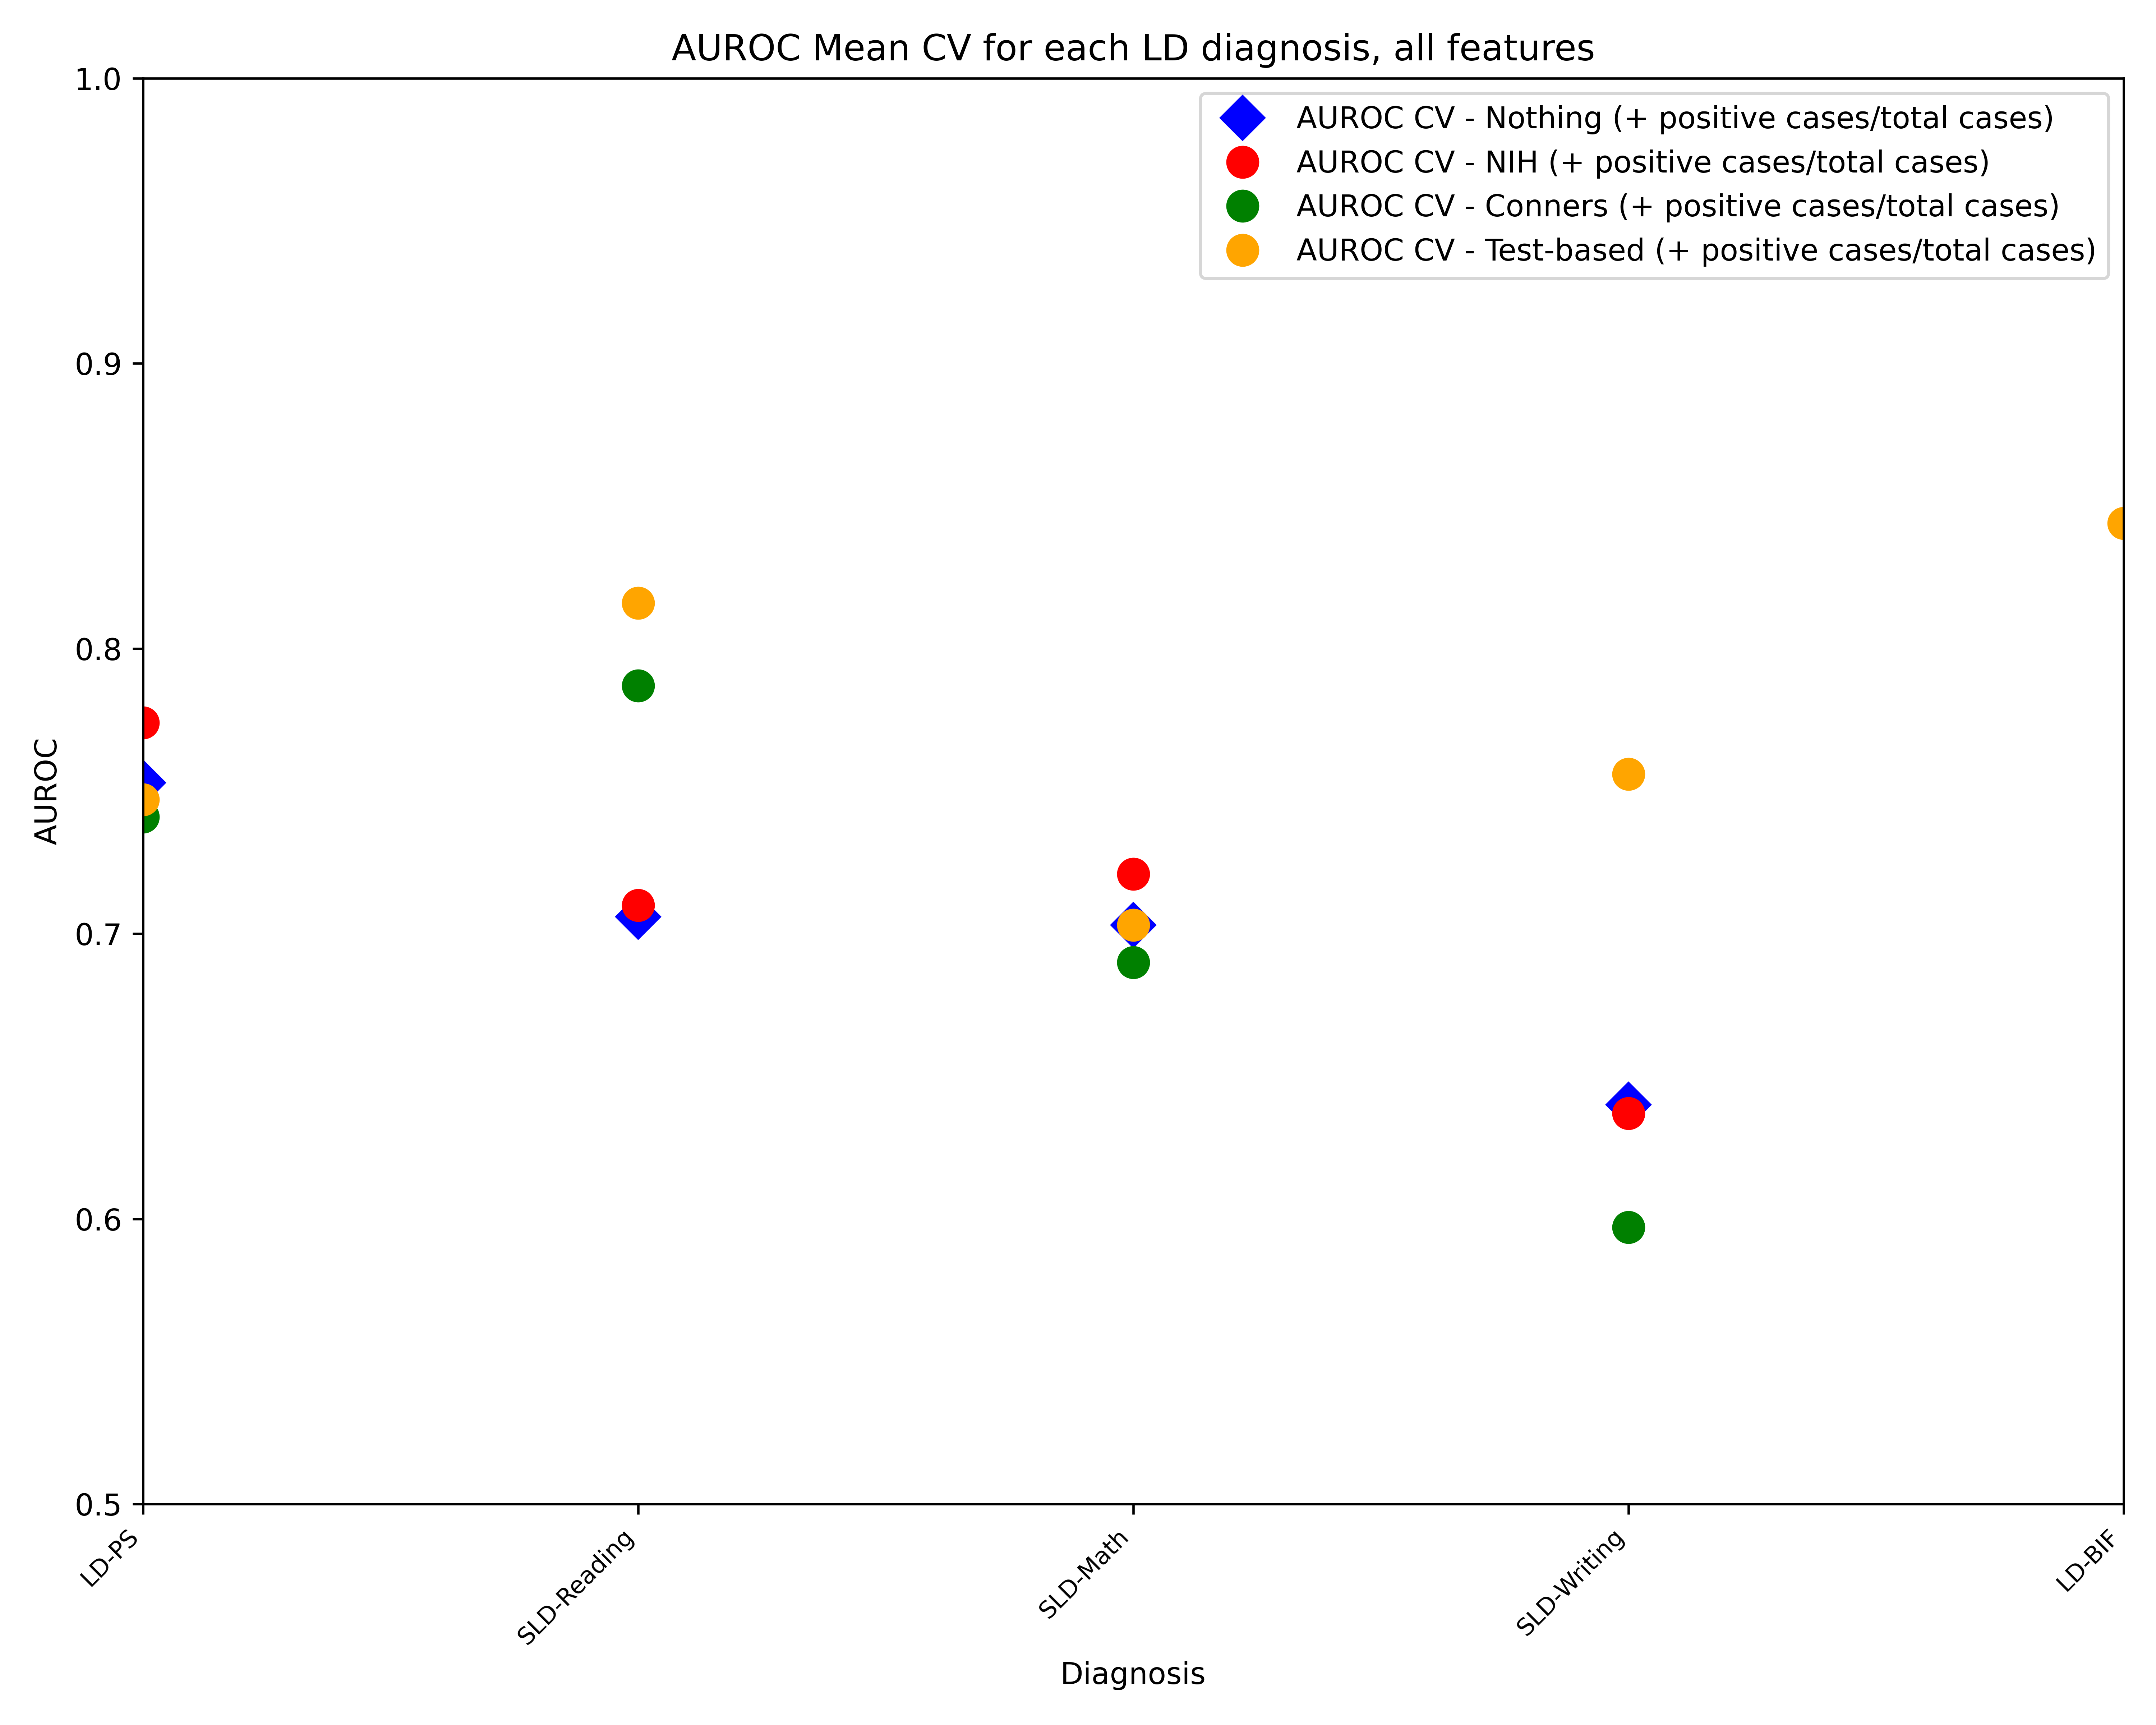 AUROC Mean CV for each LD diagnosis, all features
AUROC CV - Nothing (+ positive cases/total cases)
AUROC CV - NIH (+ positive cases/total cases)
AUROC CV - Conners (+ positive cases/total cases)
AUROC CV - Test-based (+ positive cases/total cases)
1.0
0.9
0.8
0.7
0.6
0.5
AUROC
LD-PS
SLD-Reading
SLD-Math
SLD-Writing
LD-BIF
Diagnosis